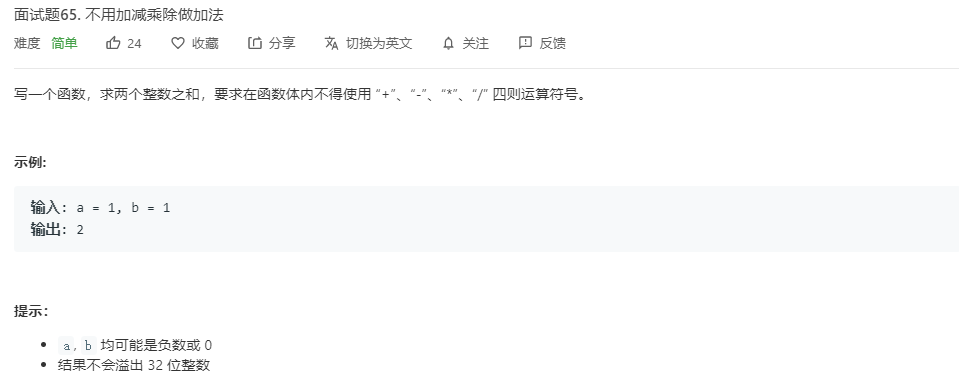 面试题65. 不用加减乘除做加法
难度 简单 24 收藏 分享 切换为英文 关注 反馈
写一个函数，求两个整数之和，要求在函数体内不得使用 “+”、“-”、“*”、“/” 四则运算符号。
示例:
输入: a = 1, b = 1
输出: 2
提示：
a, b 均可能是负数或 0
结果不会溢出 32 位整数